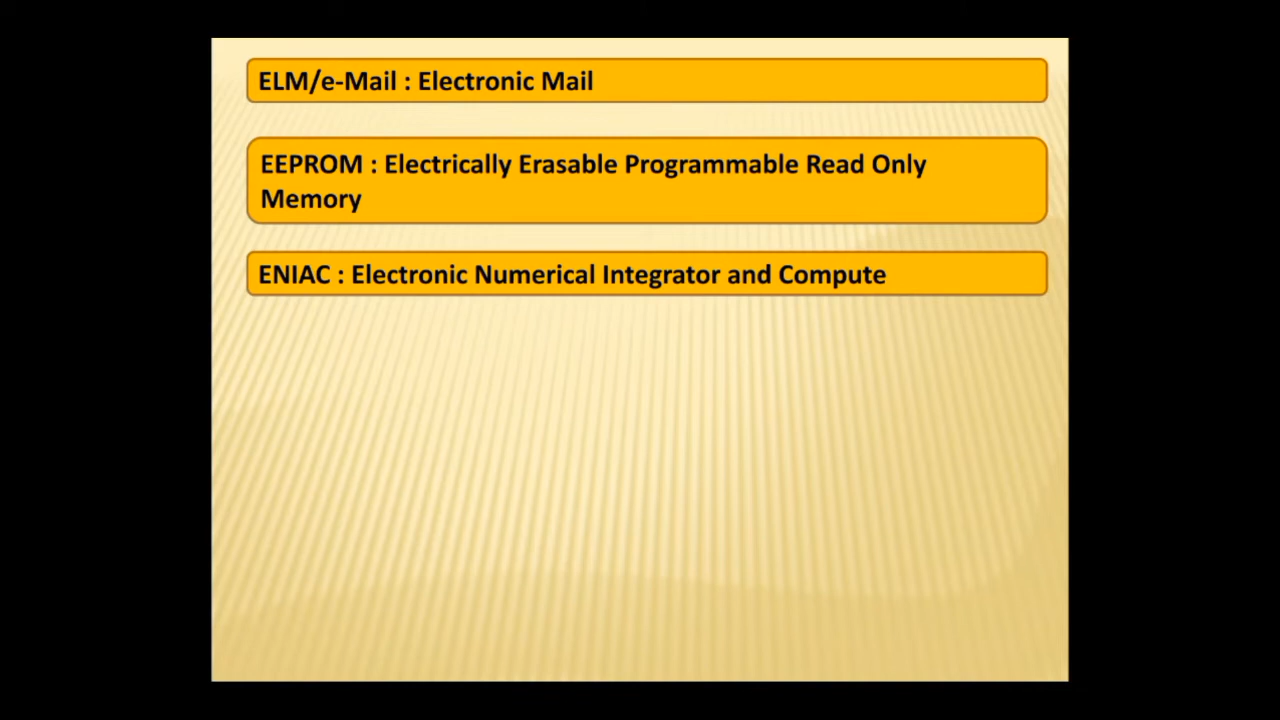 ELM/e-Mail : Electronic Mail
EEPROM : Electrically Erasable Programmable Read Only
Memory
ENIAC : Electronic Numerical Integrator and Compute